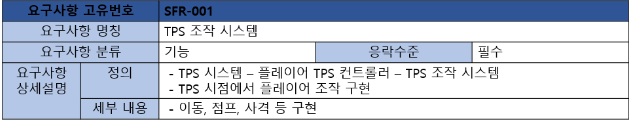 요구사항 고유번호 SFR-001
요구사항 명칭 TPS 조작 시스템
요구사항 분류 기능 응락수준 필수
요구사항 상세설명 정의 - TPS 시스템 – 플레이어 TPS 컨트롤러 – TPS 조작 시스템
- TPS 시점에서 플레이어 조작 구현
세부 내용 - 이동, 점프, 사격 등 구현